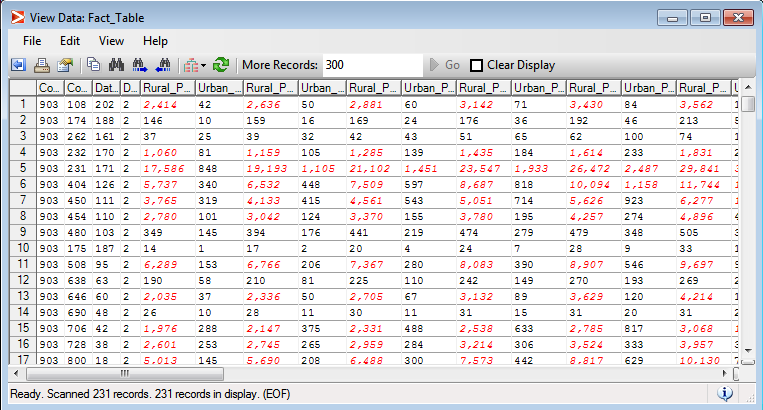 View Data: Fact_Table
File Edit View Help
More Records: 300 Go Clear Display
Co... Co... Dat... D... Rural_P... Urban_... Rural_P... Urban_P... Rural_P... Urban_P... Rural_P... Urban_P... Rural_P... Urban_P... Rural_P... U
1 903 108 202 2 2,414 42 2,636 50 2,881 60 3,142 71 3,430 84 3,562 1
2 903 174 188 2 146 10 159 16 169 24 176 36 192 46 213 5
3 903 262 161 2 37 25 39 32 42 43 51 65 62 100 74 1
4 903 232 170 2 1,060 81 1,159 105 1,285 139 1,435 184 1,614 233 1,831 2
5 903 231 171 2 17,586 848 19,193 1,105 21,102 1,451 23,547 1,933 26,472 2,487 29,841 3
6 903 404 126 2 5,737 340 6,532 448 7,509 597 8,687 818 10,094 1,158 11,744 1
7 903 450 111 2 3,765 319 4,133 415 4,561 543 5,051 714 5,626 923 6,277 1
8 903 454 110 2 2,780 101 3,042 124 3,370 155 3,780 195 4,257 274 4,896 4
9 903 480 103 2 349 145 394 176 441 219 474 279 479 348 505 3
10 903 175 187 2 14 1 17 2 20 4 24 7 28 9 33 1
11 903 508 95 2 6,289 153 6,766 206 7,367 280 8,083 390 8,907 546 9,697 9
12 903 638 63 2 190 58 210 81 225 110 242 149 270 193 269 2
13 903 646 60 2 2,035 37 2,336 50 2,705 67 3,132 89 3,629 120 4,214 1
14 903 690 48 2 26 10 28 11 30 11 31 15 31 20 31 2
15 903 706 42 2 1,976 288 2,147 375 2,331 488 2,538 633 2,785 817 3,068 1
16 903 728 38 2 2,601 253 2,745 265 2,959 284 3,214 306 3,524 333 3,957 3
17 903 800 18 2 5,013 145 5,690 208 6,488 300 7,573 442 8,817 629 10,130 7
Ready. Scanned 231 records. 231 records in display. (EOF)